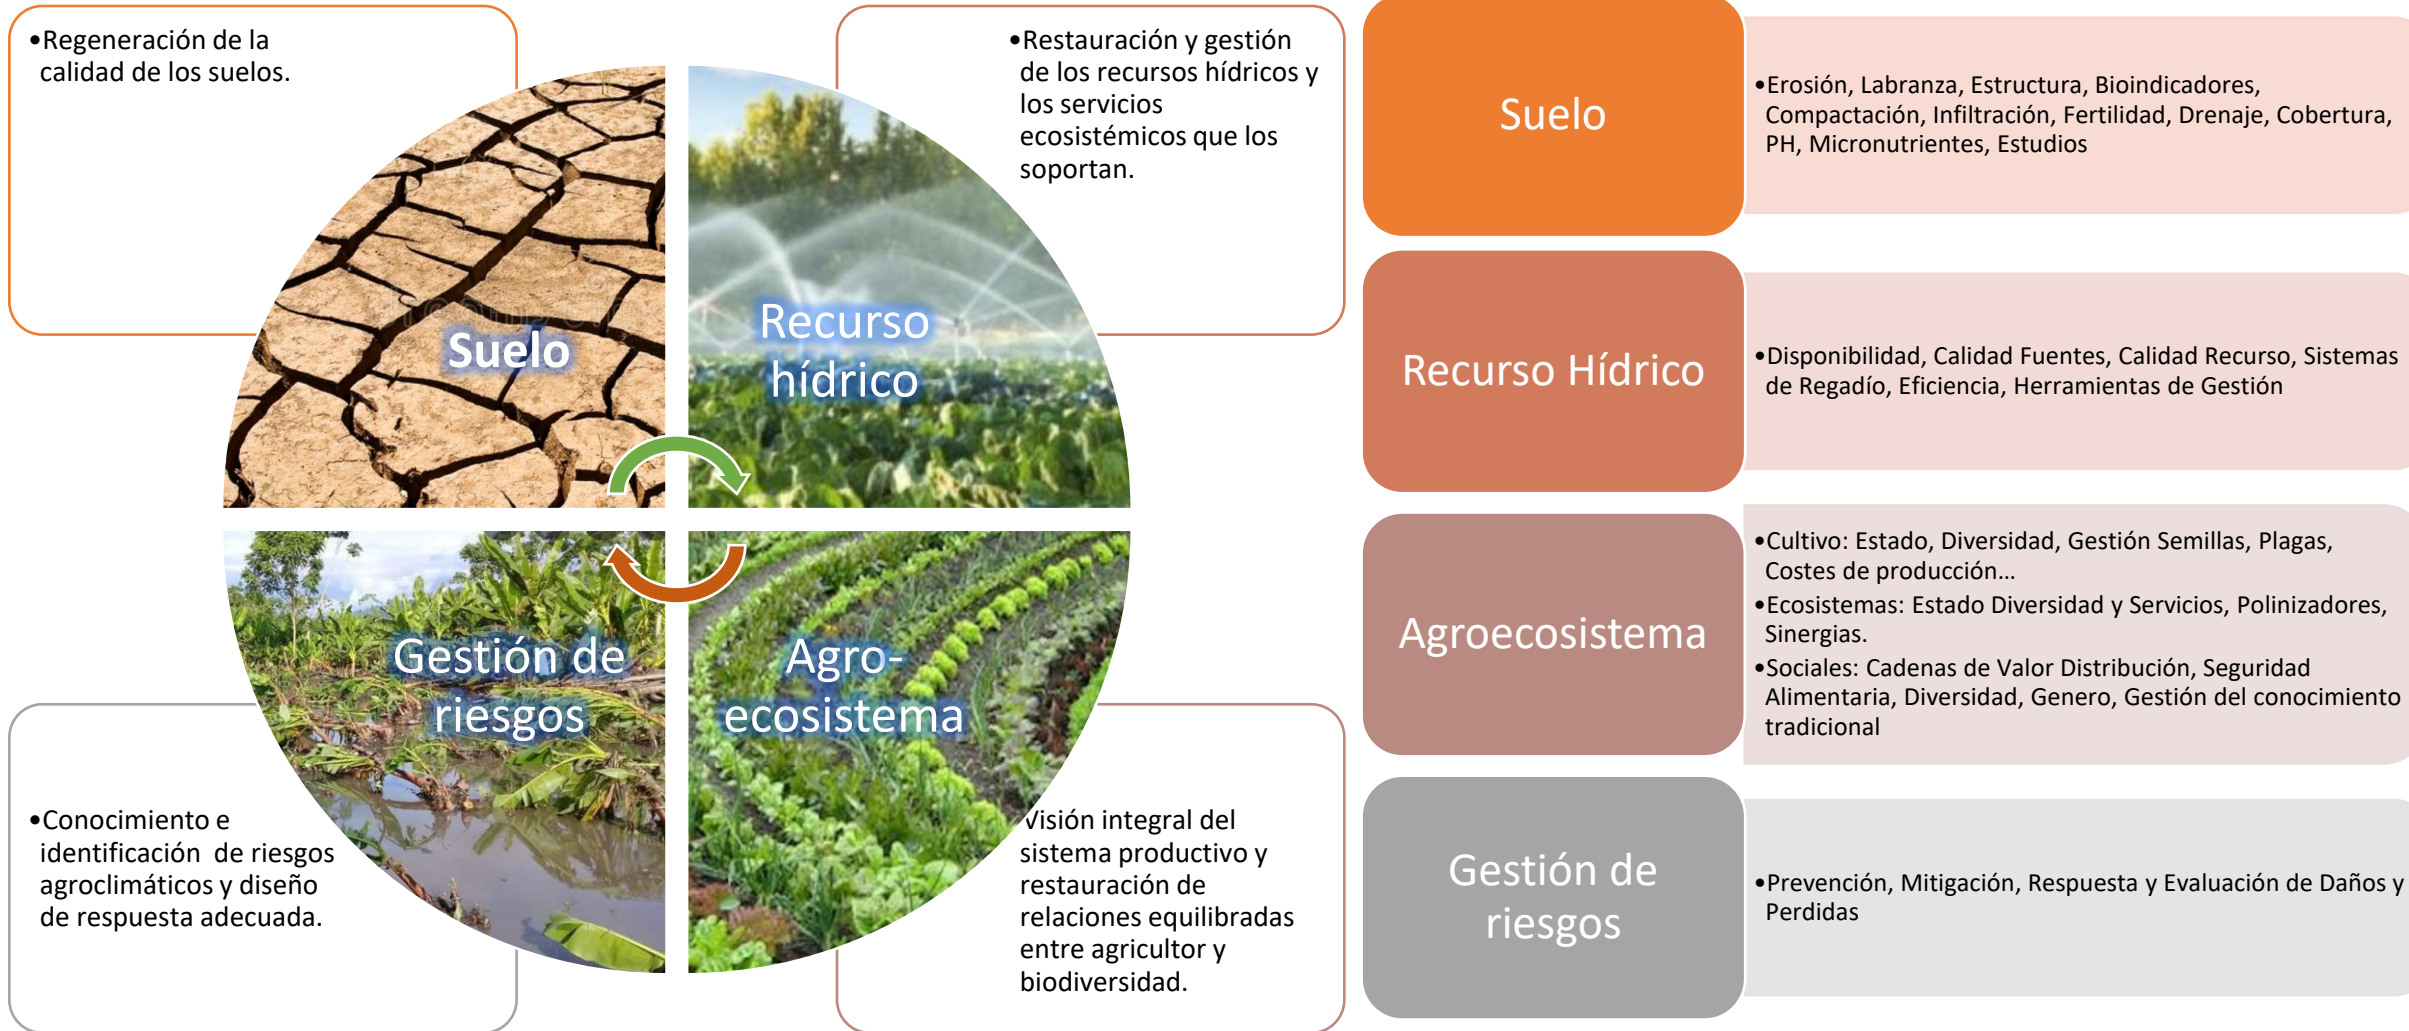 •Regeneración de la
calidad de los suelos.
•Restauración y gestión
de los recursos hídricos y
los servicios
ecosistémicos que los
soportan.
Suelo
Recurso
hídrico
Gestión de
riesgos
Agro-
ecosistema
•Conocimiento e
identificación de riesgos
agroclimáticos y diseño
de respuesta adecuada.
Visión integral del
sistema productivo y
restauración de
relaciones equilibradas
entre agricultor y
biodiversidad.
Suelo
•Erosión, Labranza, Estructura, Bioindicadores,
Compactación, Infiltración, Fertilidad, Drenaje, Cobertura,
PH, Micronutrientes, Estudios
Recurso Hídrico
•Disponibilidad, Calidad Fuentes, Calidad Recurso, Sistemas
de Regadío, Eficiencia, Herramientas de Gestión
Agroecosistema
•Cultivo: Estado, Diversidad, Gestión Semillas, Plagas,
Costes de producción...
•Ecosistemas: Estado Diversidad y Servicios, Polinizadores,
Sinergias.
•Sociales: Cadenas de Valor Distribución, Seguridad
Alimentaria, Diversidad, Genero, Gestión del conocimiento
tradicional
Gestión de
riesgos
•Prevención, Mitigación, Respuesta y Evaluación de Daños y
Perdidas